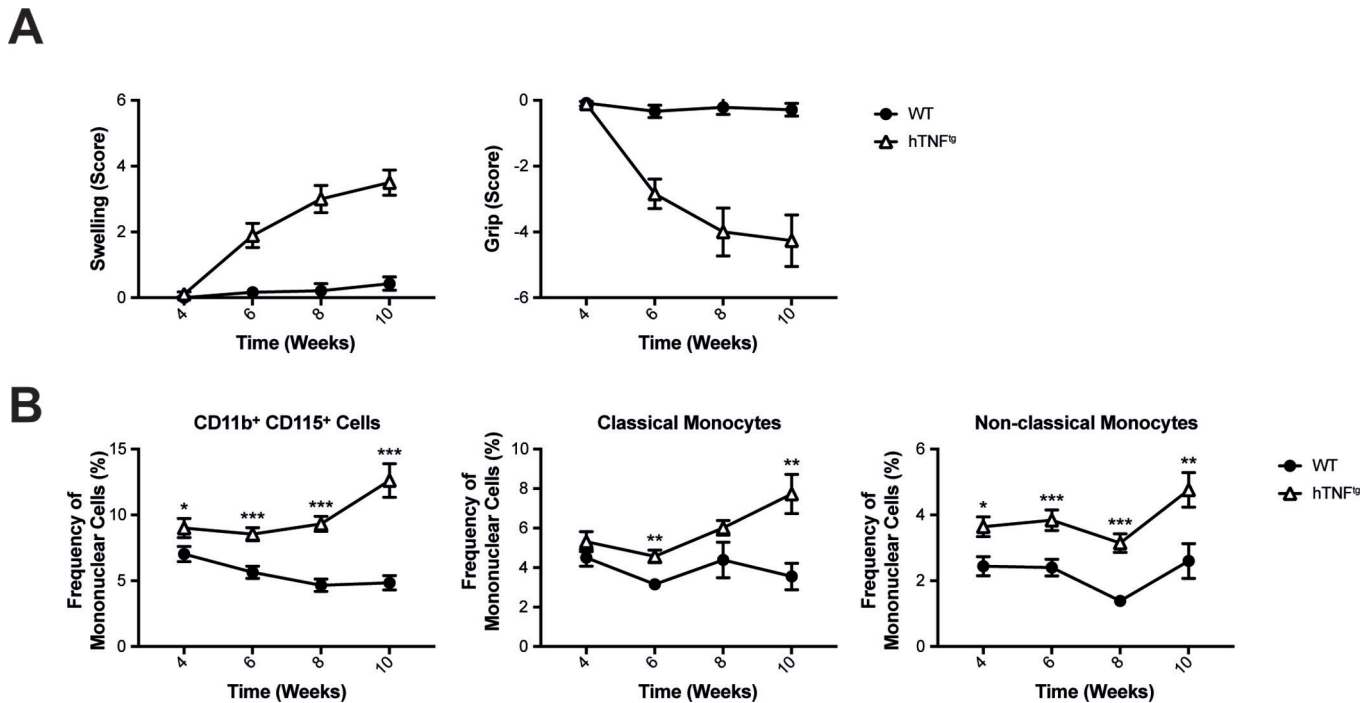 A
Swelling (Score)
6
4
2
0
4
6
8
10
Time (Weeks)
Grip (Score)
0
-2
-4
-6
4
6
8
10
Time (Weeks)
WT
hTNFtg
B
CD11b+ CD115+ Cells
Frequency of
Mononuclear Cells (%)
15
10
5
0
*
***
***
***
4
6
8
10
Time (Weeks)
Classical Monocytes
Frequency of
Mononuclear Cells (%)
10
8
6
4
2
0
**
**
4
6
8
10
Time (Weeks)
Non-classical Monocytes
Frequency of
Mononuclear Cells (%)
6
4
2
0
*
***
***
**
4
6
8
10
Time (Weeks)
WT
hTNFtg